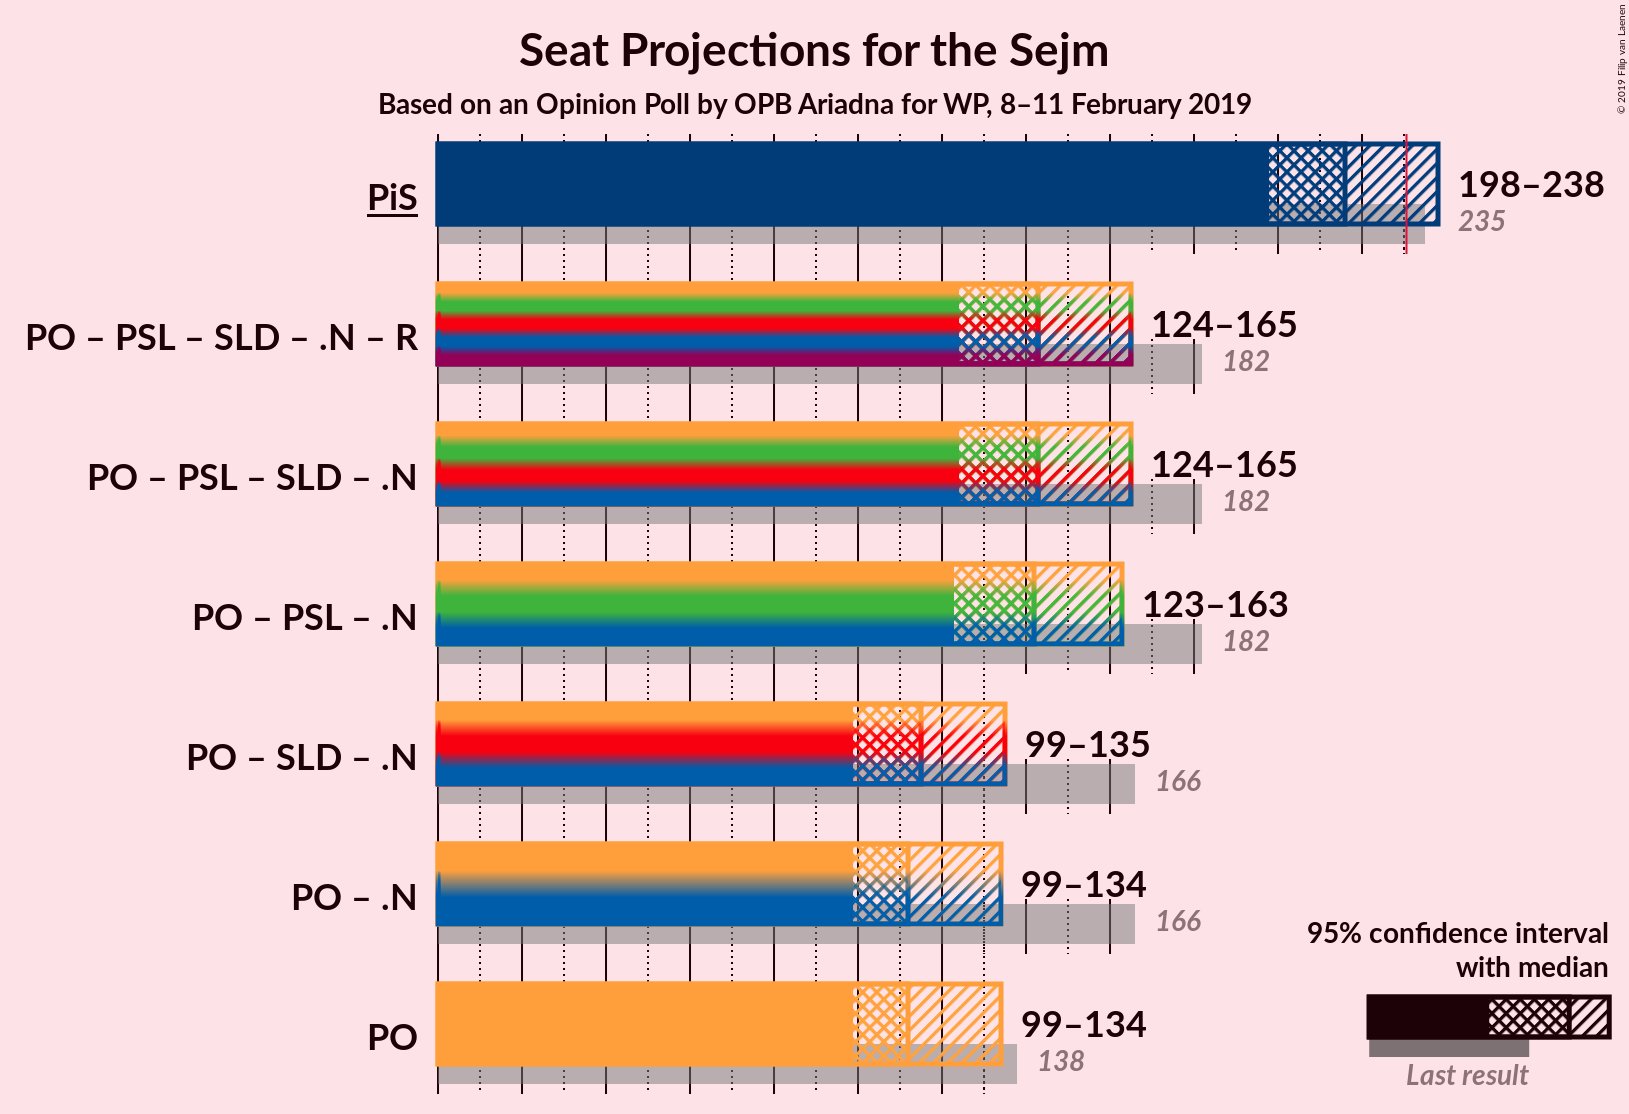 Seat Projections for the Sejm
Based on an Opinion Poll by OPB Ariadna for WP, 8–11 February 2019
© 2019 Filip van Laenen
PiS
198–238
235
PO – PSL – SLD – .N – R
124–165
182
PO – PSL – SLD – .N
124–165
182
PO – PSL – .N
123–163
182
PO – SLD – .N
99–135
166
PO – .N
99–134
166
PO
99–134
138
95% confidence interval
with median
Last result